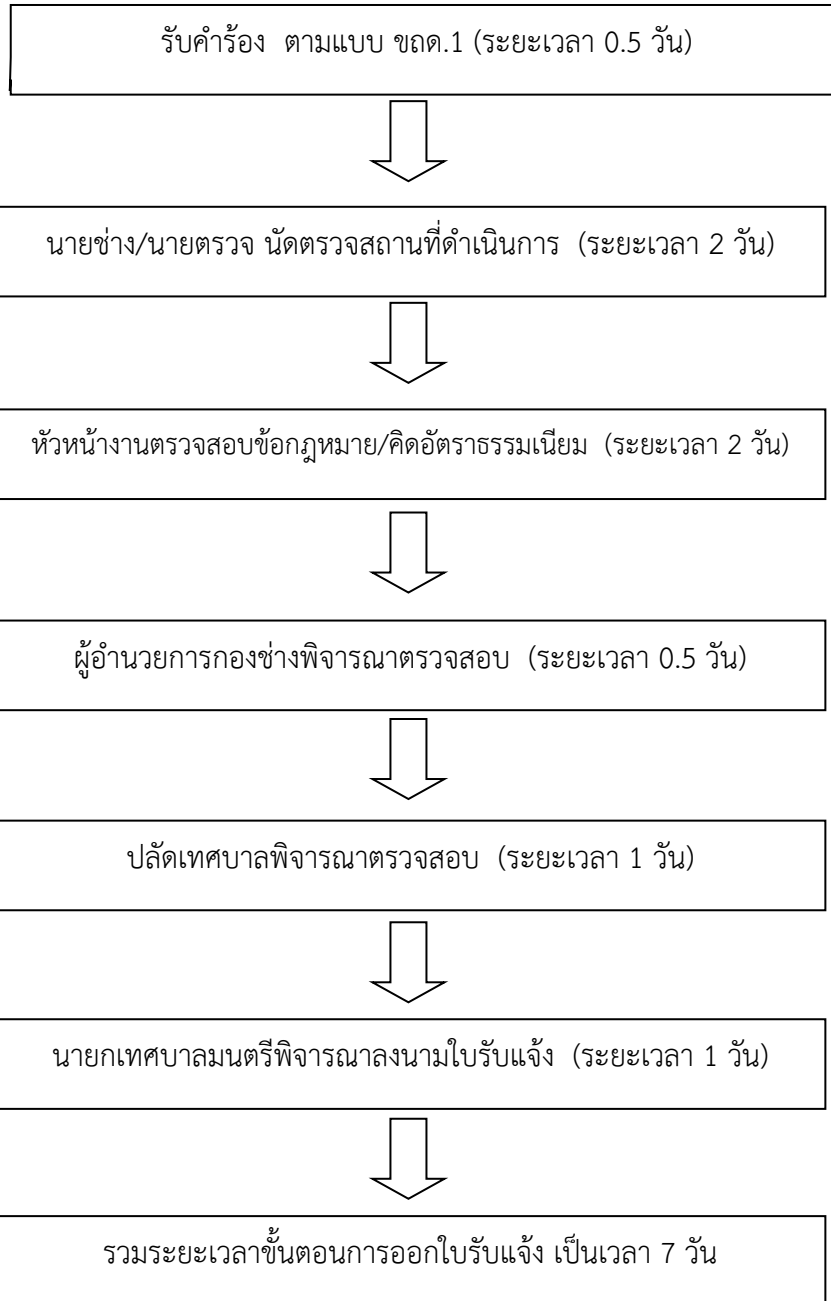 รับคำร้อง ตามแบบ ขถด.1 (ระยะเวลา 0.5 วัน)
นายช่าง/นายตรวจ นัดตรวจสถานที่ดำเนินการ (ระยะเวลา 2 วัน)
หัวหน้างานตรวจสอบข้อกฎหมาย/คิดอัตราธรรมเนียม (ระยะเวลา 2 วัน)
ผู้อำนวยการกองช่างพิจารณาตรวจสอบ (ระยะเวลา 0.5 วัน)
ปลัดเทศบาลพิจารณาตรวจสอบ (ระยะเวลา 1 วัน)
นายกเทศบาลมนตรีพิจารณาลงนามใบรับแจ้ง (ระยะเวลา 1 วัน)
รวมระยะเวลาขั้นตอนการออกใบรับแจ้ง เป็นเวลา 7 วัน